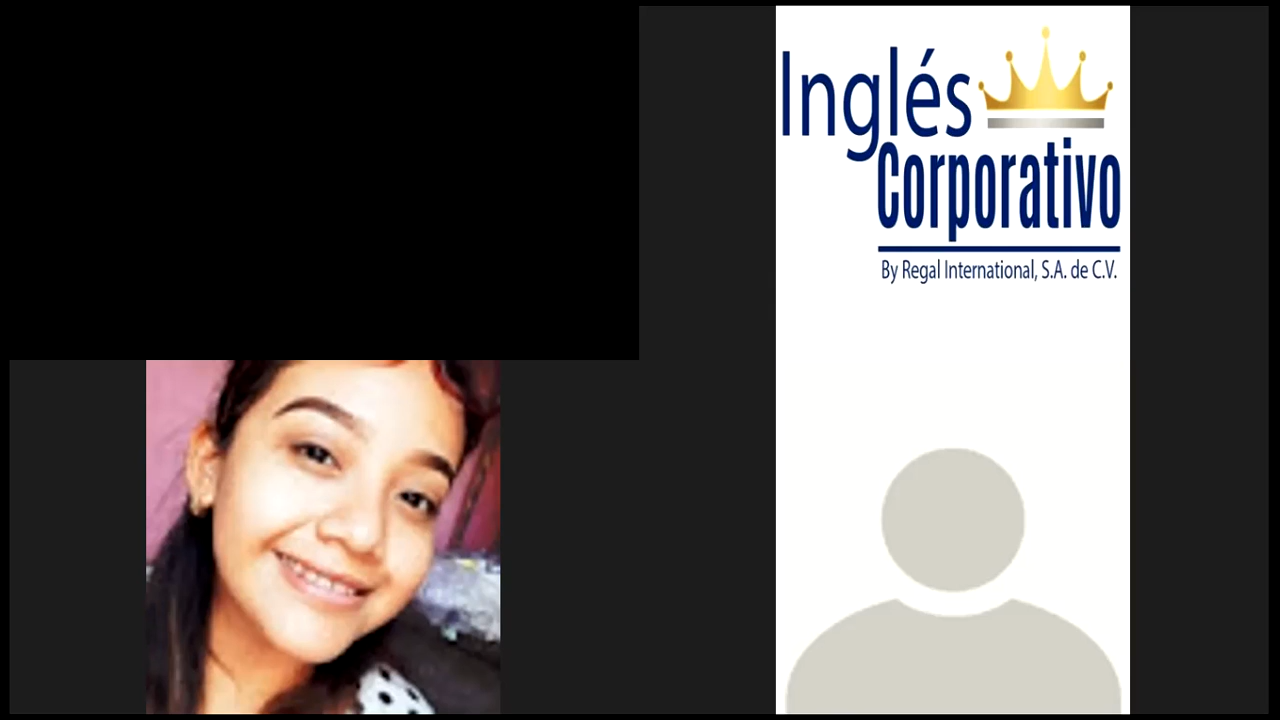 Inglés
Corporativo
By Regal International, S.A. de C.V.